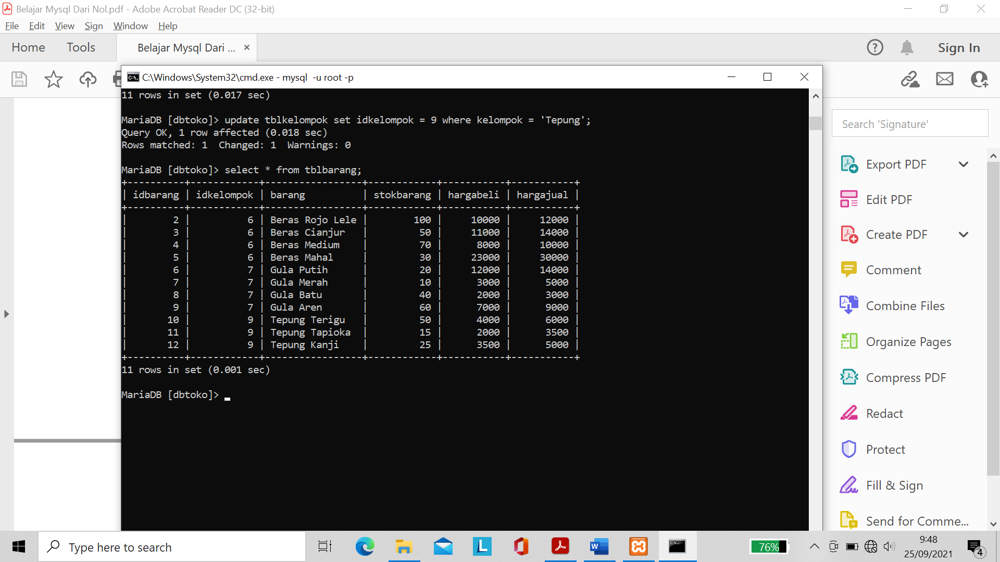 Belajar Mysql Dari Nol.pdf - Adobe Acrobat Reader DC (32-bit)
File Edit View Sign Window Help
Home Tools Belajar Mysql Dari ... × Sign In
C:\Windows\System32\cmd.exe - mysql  -u root -p
11 rows in set (0.017 sec)
MariaDB [dbtoko]> update tblkelompok set idkelompok = 9 where kelompok = 'Tepung';
Query OK, 1 row affected (0.018 sec)
Rows matched: 1  Changed: 1  Warnings: 0
MariaDB [dbtoko]> select * from tblbarang;
+----------+------------+-----------------+------------+-----------+-----------+
| idbarang | idkelompok | barang          | stokbarang | hargabeli | hargajual |
+----------+------------+-----------------+------------+-----------+-----------+
|        2 |          6 | Beras Rojo Lele |        100 |     10000 |     12000 |
|        3 |          6 | Beras Cianjur   |         50 |     11000 |     14000 |
|        4 |          6 | Beras Medium    |         70 |      8000 |     10000 |
|        5 |          6 | Beras Mahal     |         30 |     23000 |     30000 |
|        6 |          7 | Gula Putih      |         20 |     12000 |     14000 |
|        7 |          7 | Gula Merah      |         10 |      3000 |      5000 |
|        8 |          7 | Gula Batu       |         40 |      2000 |      3000 |
|        9 |          7 | Gula Aren       |         60 |      7000 |      9000 |
|       10 |          9 | Tepung Terigu   |         50 |      4000 |      6000 |
|       11 |          9 | Tepung Tapioka  |         15 |      2000 |      3500 |
|       12 |          9 | Tepung Kanji    |         25 |      3500 |      5000 |
+----------+------------+-----------------+------------+-----------+-----------+
11 rows in set (0.001 sec)
MariaDB [dbtoko]>
Search 'Signature'
Export PDF
Edit PDF
Create PDF
Comment
Combine Files
Organize Pages
Compress PDF
Redact
Protect
Fill & Sign
Send for Comme...
Type here to search
76%
9:48
25/09/2021
4